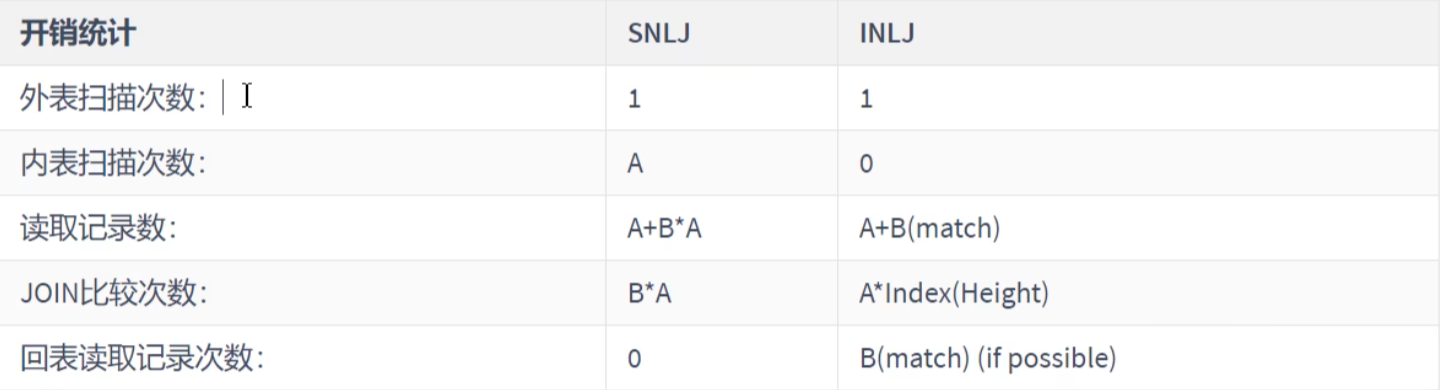 开销统计 SNLJ INLJ
外表扫描次数： 1 1
内表扫描次数： A 0
读取记录数： A+B*A A+B(match)
JOIN比较次数： B*A A*Index(Height)
回表读取记录次数： 0 B(match) (if possible)